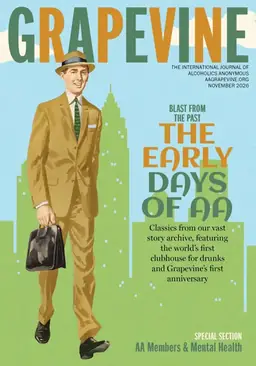 GRAPEVINE
THE INTERNATIONAL JOURNAL OF
ALCOHOLICS ANONYMOUS
AAGRAPEVINE.ORG
NOVEMBER 2020
BLAST FROM
THE PAST
THE
EARLY
DAYS
OF AA
Classics from our vast
story archive, featuring
the world's first
clubhouse for drunks
and Grapevine's first
anniversary
SPECIAL SECTION
AA Members & Mental Health